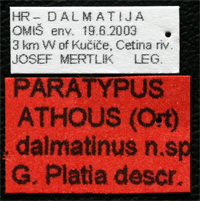 HR - DALMATIJA
OMIŠ env. 19.6.2003
3 km W of Kučiče, Cetina riv.
JOSEF MERTLIK LEG.
PARATYPUS
ATHOUS (Ort)
. dalmatinus n.sp
G. Platia descr.